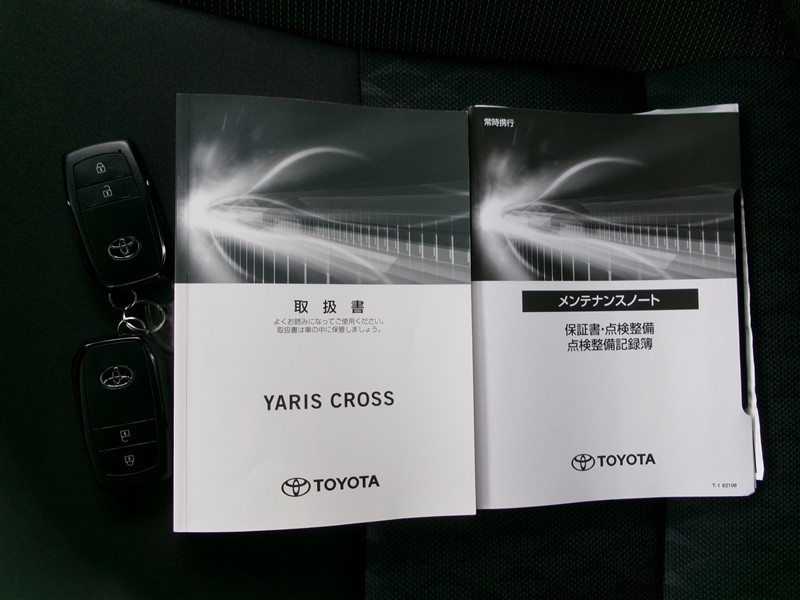 取扱書
よくお読みになってご使用ください。
取扱書は車の中に保管しましょう。
YARIS CROSS
TOYOTA
常時携行
メンテナンスノート
保証書・点検整備
点検整備記録簿
TOYOTA
T-1 62108